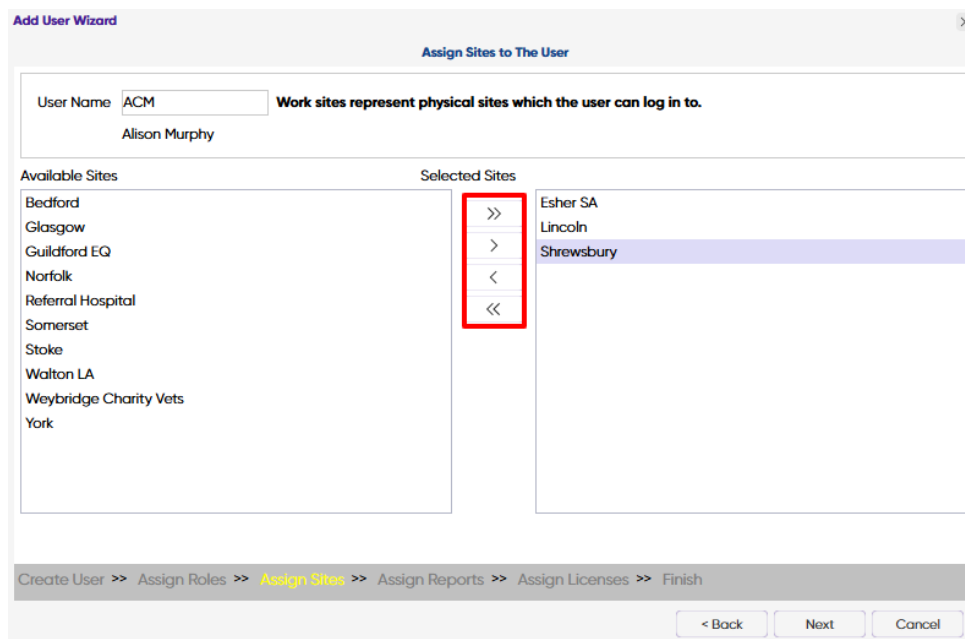 Add User Wizard
Assign Sites to The User
User Name ACM Work sites represent physical sites which the user can log in to.
Alison Murphy
Available Sites Selected Sites
Bedford
Glasgow
Guildford EQ
Norfolk
Referral Hospital
Somerset
Stoke
Walton LA
Weybridge Charity Vets
York
>>
>
<
<<
Esher SA
Lincoln
Shrewsbury
Create User >> Assign Roles >> Assign Sites >> Assign Reports >> Assign Licenses >> Finish
< Back Next Cancel